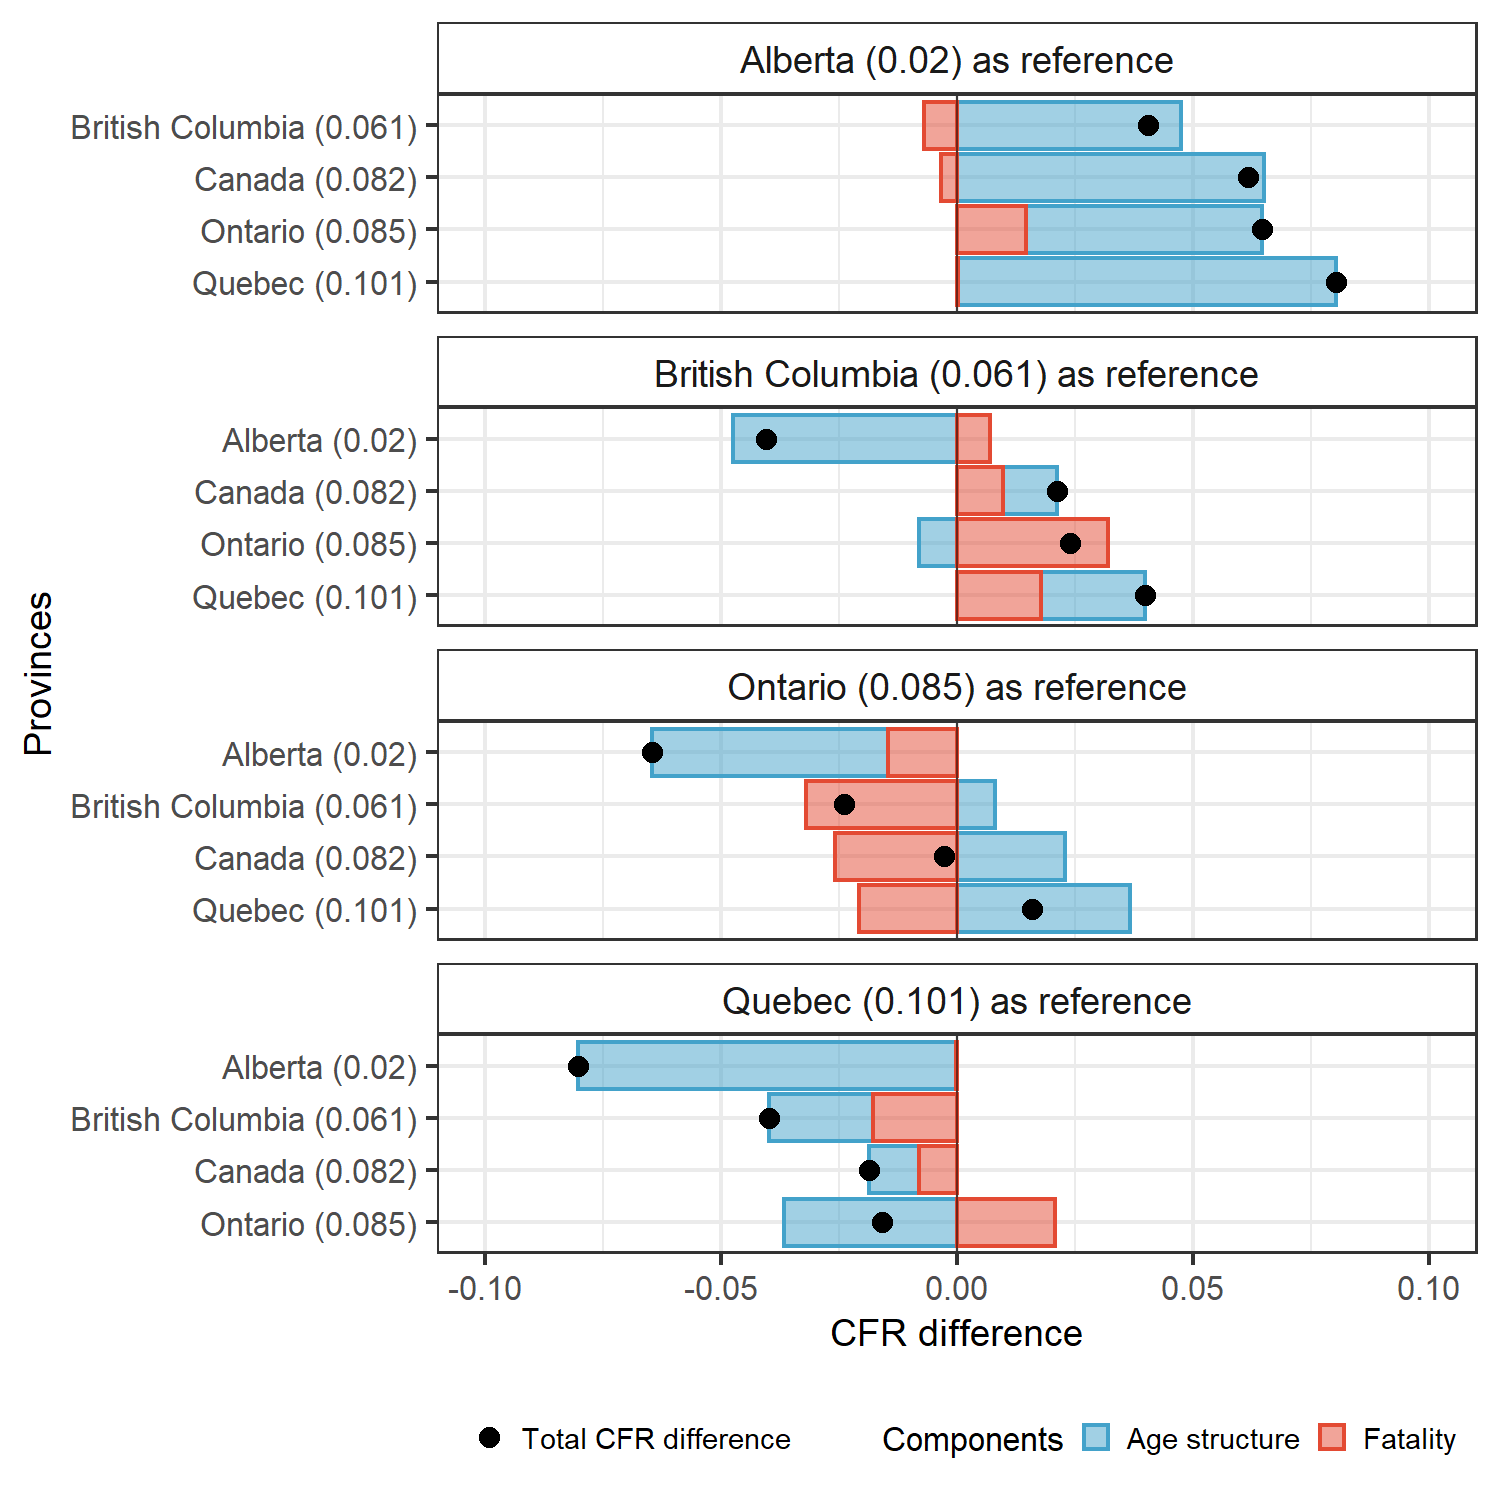 Alberta (0.02) as reference
British Columbia (0.061)
Canada (0.082)
Ontario (0.085)
Quebec (0.101)
British Columbia (0.061) as reference
Alberta (0.02)
Canada (0.082)
Ontario (0.085)
Quebec (0.101)
Provinces
Ontario (0.085) as reference
Alberta (0.02)
British Columbia (0.061)
Canada (0.082)
Quebec (0.101)
Quebec (0.101) as reference
Alberta (0.02)
British Columbia (0.061)
Canada (0.082)
Ontario (0.085)
-0.10 -0.05 0.00 0.05 0.10
CFR difference
Total CFR difference Components Age structure Fatality